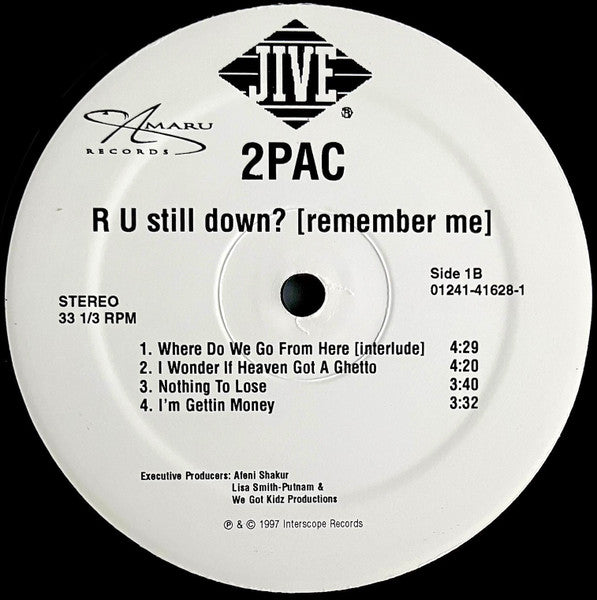 JIVE
®
AMARU
RECORDS
2PAC
R U still down? [remember me]
Side 1B
01241-41628-1
STEREO
33 1/3 RPM
1. Where Do We Go From Here [interlude] 4:29
2. I Wonder If Heaven Got A Ghetto 4:20
3. Nothing To Lose 3:40
4. I'm Gettin Money 3:32
Executive Producers: Afeni Shakur
Lisa Smith-Putnam &
We Got Kidz Productions
℗ & © 1997 Interscope Records